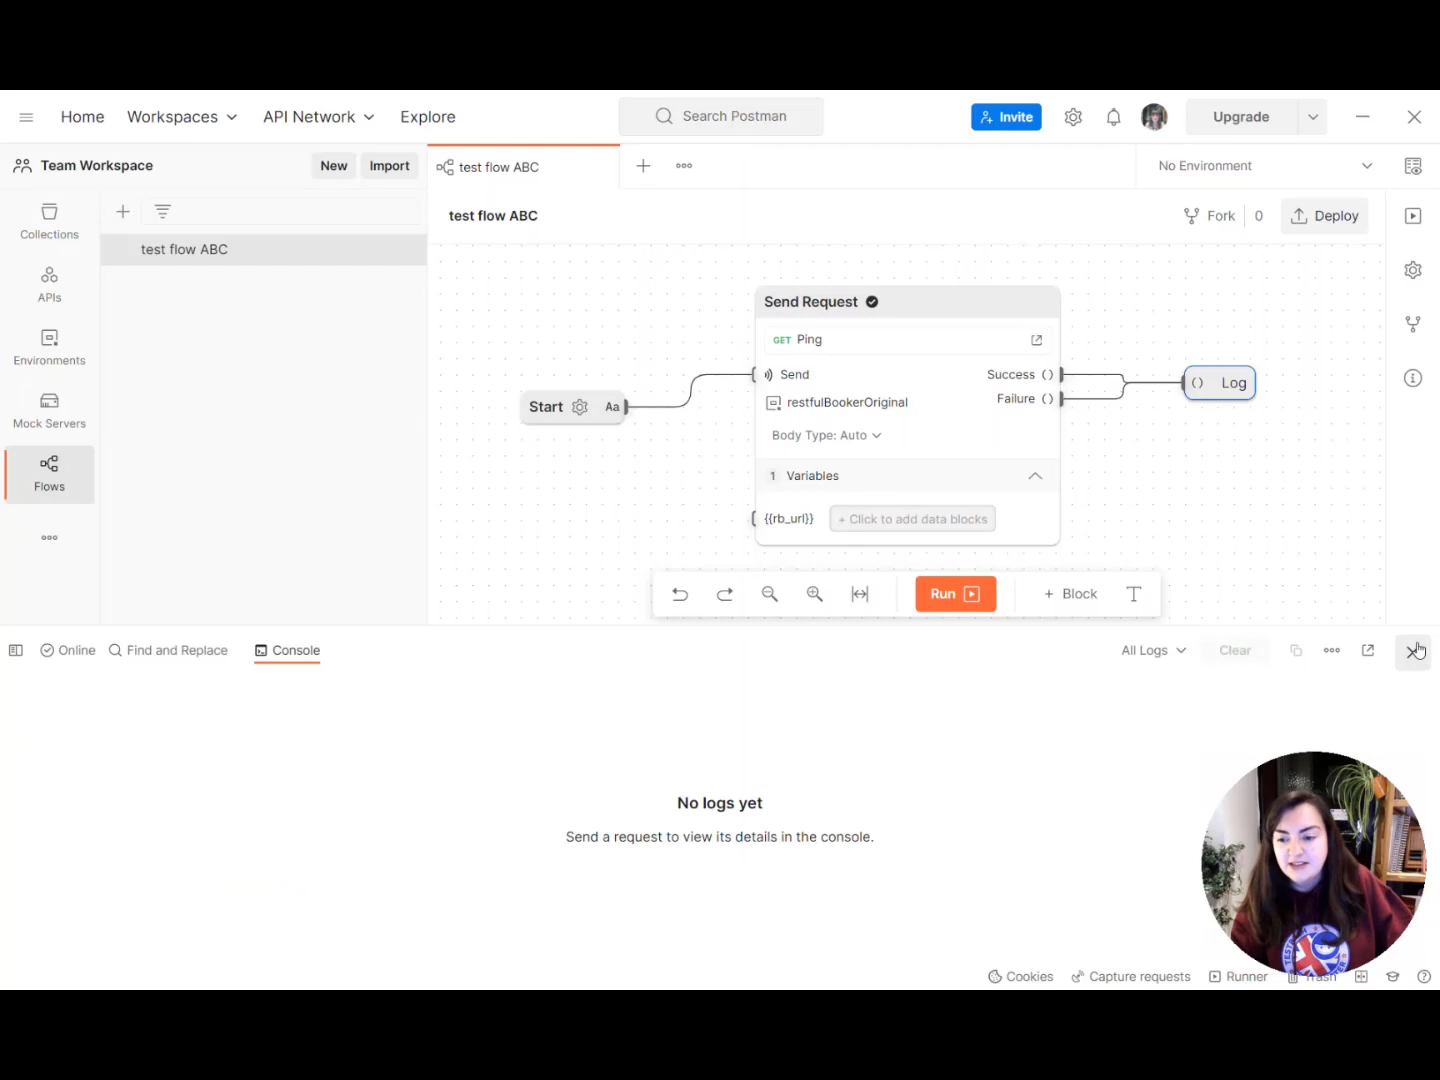 Home Workspaces API Network Explore Search Postman Invite Upgrade
Team Workspace New Import test flow ABC No Environment
Collections
APIs
Environments
Mock Servers
Flows
test flow ABC
test flow ABC Fork 0 Deploy
Start Aa
Send Request
GET Ping
Send Success ()
Failure ()
restfulBookerOriginal
Body Type: Auto
1 Variables
{{rb_url}} + Click to add data blocks
() Log
Run + Block T
Online Find and Replace Console All Logs Clear
No logs yet
Send a request to view its details in the console.
Cookies Capture requests Runner Trash